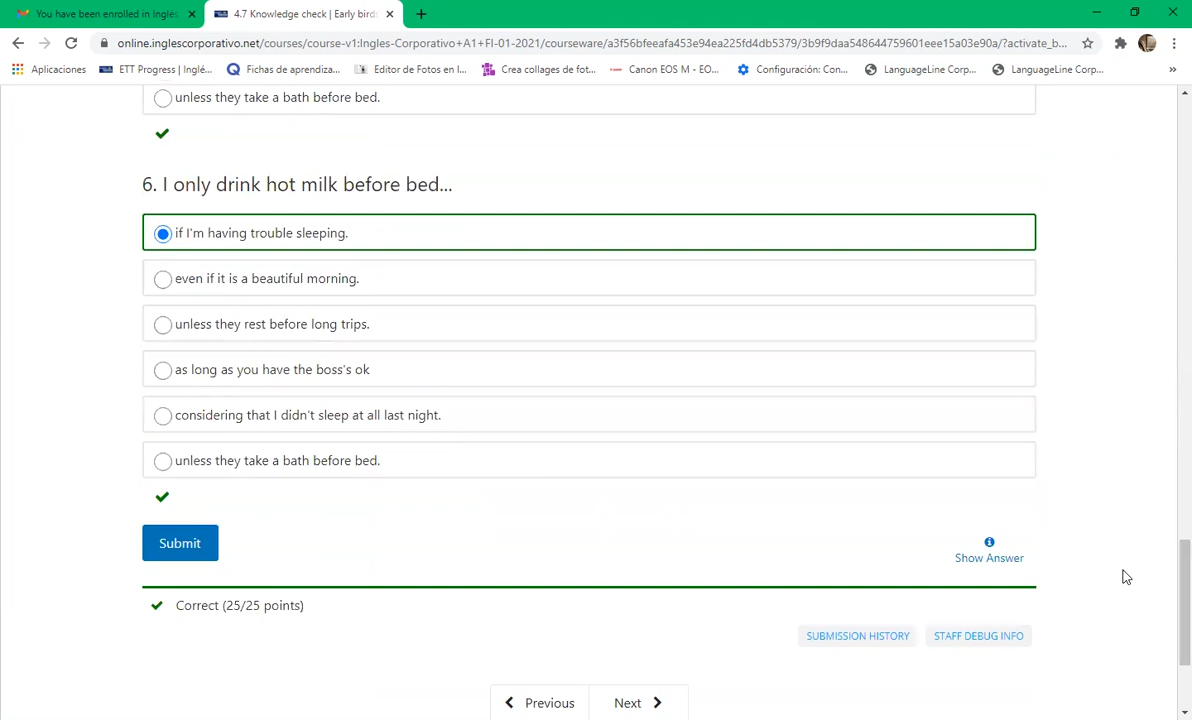 You have been enrolled in Inglés
4.7 Knowledge check | Early birds
online.inglescorporativo.net/courses/course-v1:Ingles-Corporativo+A1+FI-01-2021/courseware/a3f56bfeeafa453e94ea225fd4db5379/3b9f9daa548644759601eee15a03e90a/?activate_b...
Aplicaciones ETT Progress | Inglé... Fichas de aprendiza... Editor de Fotos en l... Crea collages de fot... Canon EOS M - EO... Configuración: Con... LanguageLine Corp... LanguageLine Corp... »
unless they take a bath before bed.
6. I only drink hot milk before bed...
if I'm having trouble sleeping.
even if it is a beautiful morning.
unless they rest before long trips.
as long as you have the boss's ok
considering that I didn't sleep at all last night.
unless they take a bath before bed.
Submit
Show Answer
Correct (25/25 points)
SUBMISSION HISTORY STAFF DEBUG INFO
Previous Next